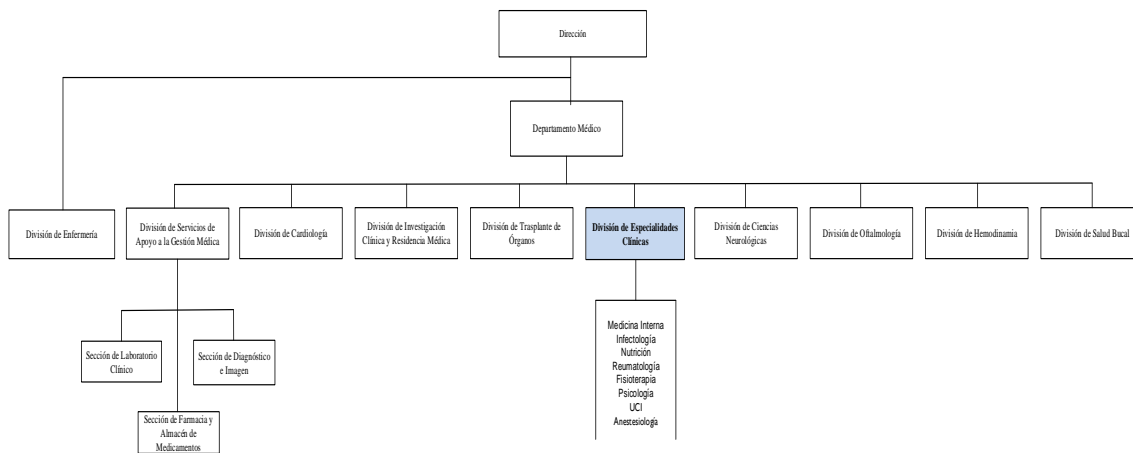 Dirección
Departamento Médico
División de Enfermería
División de Servicios de
Apoyo a la Gestión Médica
División de Cardiología
División de Investigación
Clínica y Residencia Médica
División de Trasplante de
Órganos
División de Especialidades
Clínicas
División de Ciencias
Neurológicas
División de Oftalmología
División de Hemodinamia
División de Salud Bucal
Sección de Laboratorio
Clínico
Sección de Diagnóstico
e Imagen
Sección de Farmacia y
Almacén de
Medicamentos
Medicina Interna
Infectología
Nutrición
Reumatología
Fisioterapia
Psicología
UCI
Anestesiología